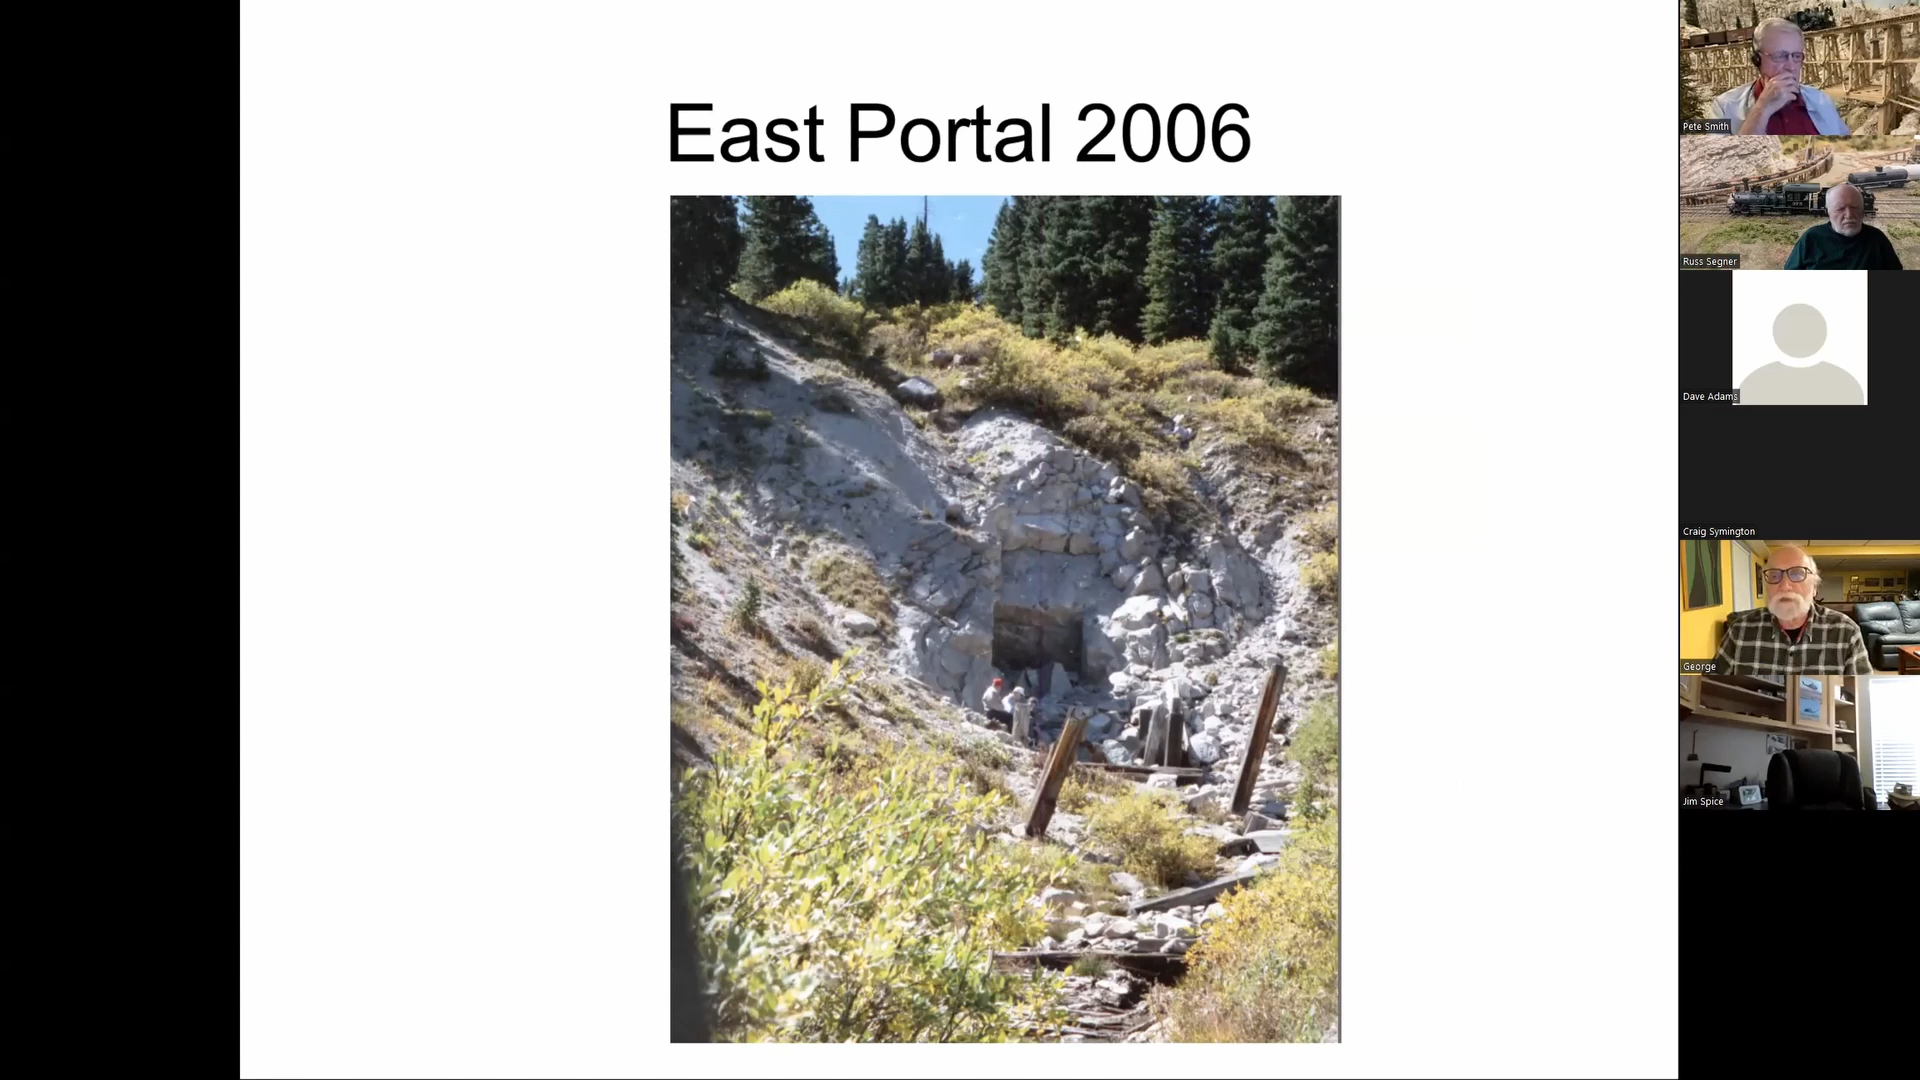 East Portal 2006
Pete Smith
Russ Segner
Dave Adams
Craig Symington
George
Jim Spice